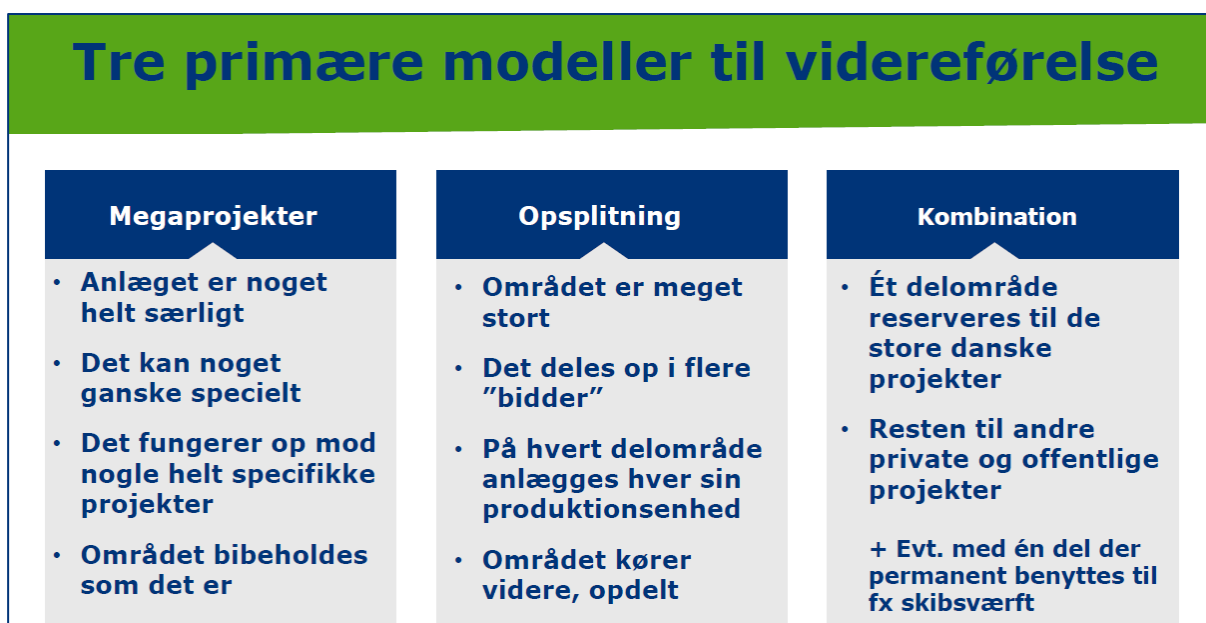 Tre primære modeller til videreførelse
Megaprojekter
• Anlæget er noget
helt særligt
• Det kan noget
ganske specielt
• Det fungerer op mod
nogle helt specifikke
projekter
• Området bibeholdes
som det er
Opsplitning
• Området er meget
stort
• Det deles op i flere
”bidder”
• På hvert delområde
anlægges hver sin
produktionsenhed
• Området kører
videre, opdelt
Kombination
• Ét delområde
reserveres til de
store danske
projekter
• Resten til andre
private og offentlige
projekter
+ Evt. med én del der
permanent benyttes til
fx skibsværft